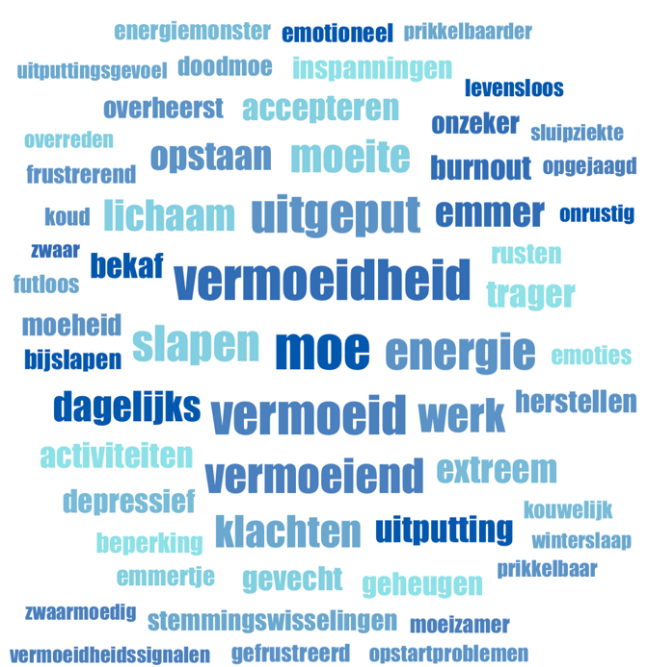 energiemonster emotioneel prikkelbaarder
uitputtingsgevoel doodmoe inspanningen
levensloos
overheerst accepteren
onzeker sluipziekte
overreden
opstaan moeite
frustrerend burnout opgejaagd
koud lichaam uitgeput emmer onrustig
zwaar bekaf vermoeidheid rusten
futloos trager
moeheid
bijslapen slapen moe energie emoties
dagelijks vermoeid werk herstellen
activiteiten vermoeiend extreem
depressief kouwelijk
beperking klachten uitputting winterslaap
emmertje gevecht geheugen prikkelbaar
zwaarmoedig stemmingswisselingen moeizamer
vermoeidheidssignalen gefrustreerd opstartproblemen